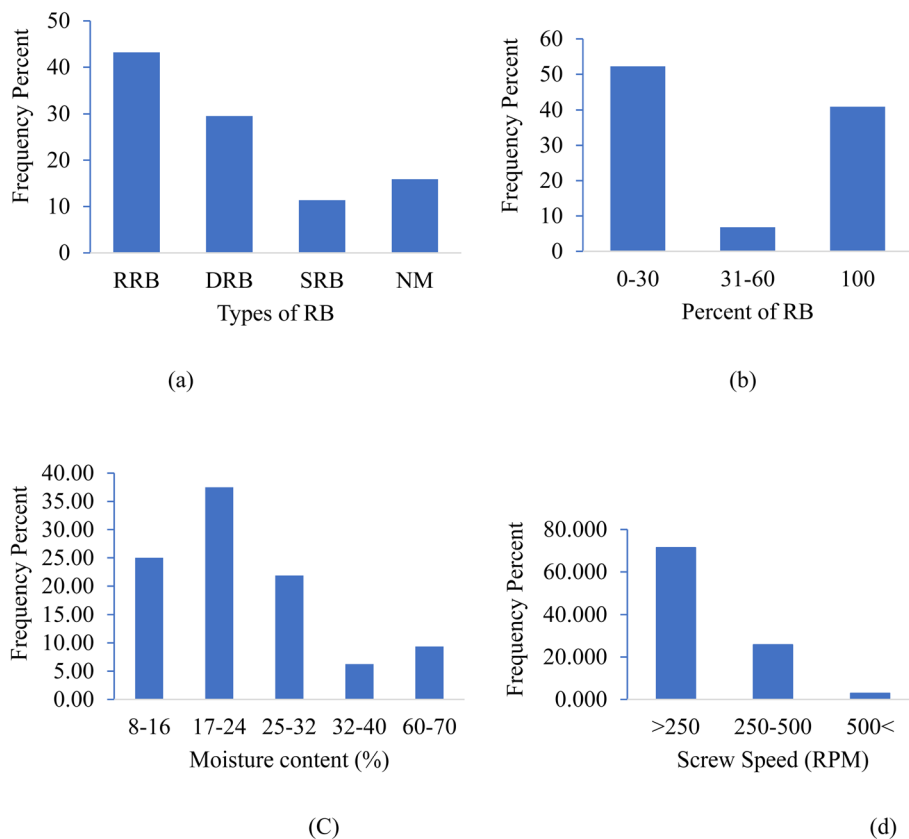 50
40
30
20
10
0
Frequency Percent
RRB DRB SRB NM
Types of RB
(a)
60
50
40
30
20
10
0
Frequency Percent
0-30 31-60 100
Percent of RB
(b)
40.00
35.00
30.00
25.00
20.00
15.00
10.00
5.00
0.00
Frequency Percent
8-16 17-24 25-32 32-40 60-70
Moisture content (%)
(C)
80.000
60.000
40.000
20.000
0.000
Frequency Percent
>250 250-500 500<
Screw Speed (RPM)
(d)